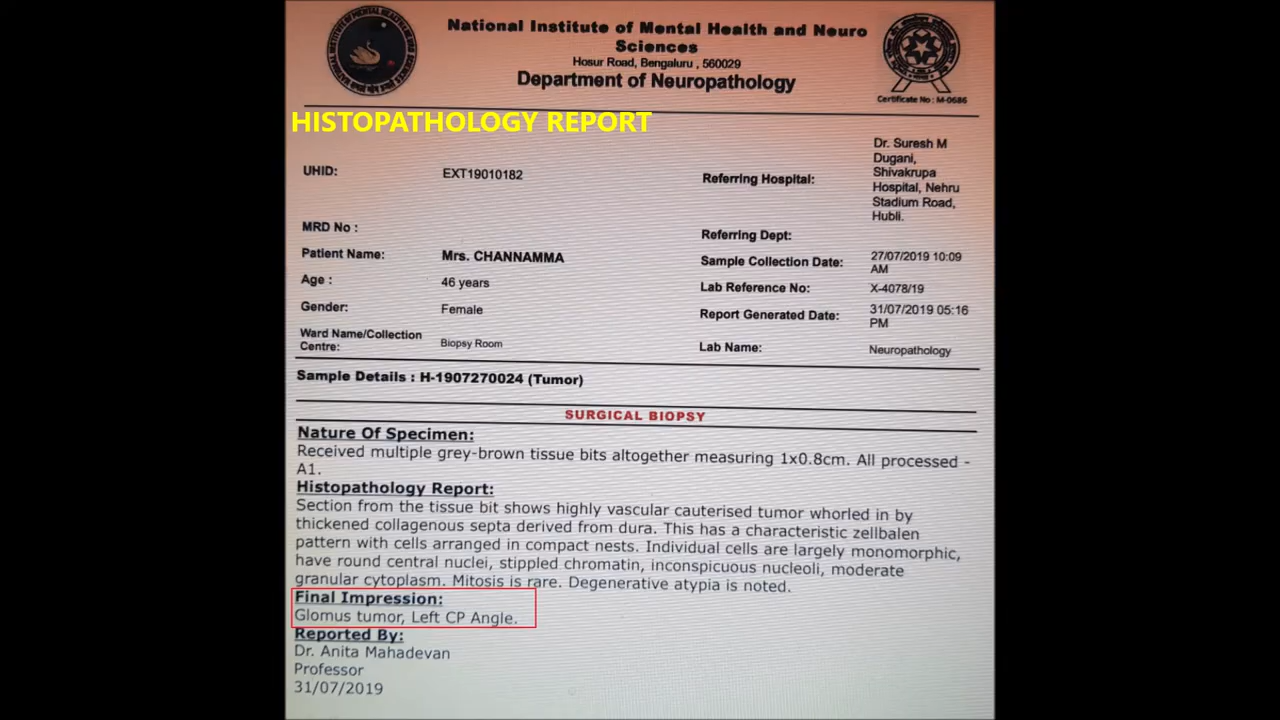 National Institute of Mental Health and Neuro
Sciences
Hosur Road, Bengaluru , 560029
Department of Neuropathology
Certificate No : M-0686
HISTOPATHOLOGY REPORT
UHID:
EXT19010182
Referring Hospital:
Dr. Suresh M
Dugani,
Shivakrupa
Hospital, Nehru
Stadium Road,
Hubli.
MRD No :
Referring Dept:
Patient Name:
Mrs. CHANNAMMA
Sample Collection Date:
27/07/2019 10:09
AM
Age :
46 years
Lab Reference No:
X-4078/19
Gender:
Female
Report Generated Date:
31/07/2019 05:16
PM
Ward Name/Collection
Centre:
Biopsy Room
Lab Name:
Neuropathology
Sample Details : H-1907270024 (Tumor)
SURGICAL BIOPSY
Nature Of Specimen:
Received multiple grey-brown tissue bits altogether measuring 1x0.8cm. All processed -
A1.
Histopathology Report:
Section from the tissue bit shows highly vascular cauterised tumor whorled in by
thickened collagenous septa derived from dura. This has a characteristic zellbalen
pattern with cells arranged in compact nests. Individual cells are largely monomorphic,
have round central nuclei, stippled chromatin, inconspicuous nucleoli, moderate
granular cytoplasm. Mitosis is rare. Degenerative atypia is noted.
Final Impression:
Glomus tumor, Left CP Angle.
Reported By:
Dr. Anita Mahadevan
Professor
31/07/2019